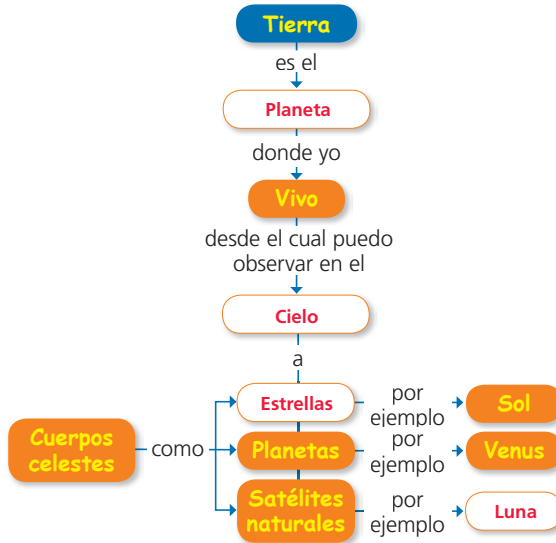 Tierra
es el
Planeta
donde yo
Vivo
desde el cual puedo
observar en el
Cielo
a
Cuerpos
celestes
como
Estrellas
por
ejemplo
Sol
Planetas
por
ejemplo
Venus
Satélites
naturales
por
ejemplo
Luna